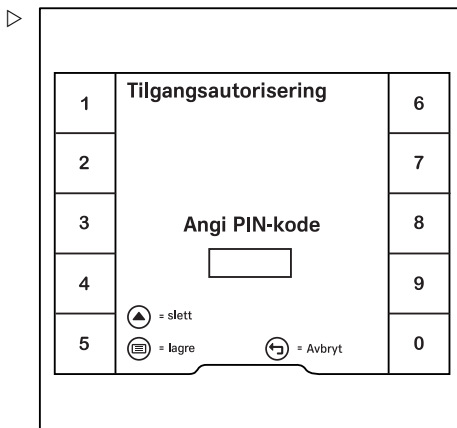 Tilgangsautorisering
1
6
2
7
3
Angi PIN-kode
8
4
9
= slett
5
= lagre
= Avbryt
0